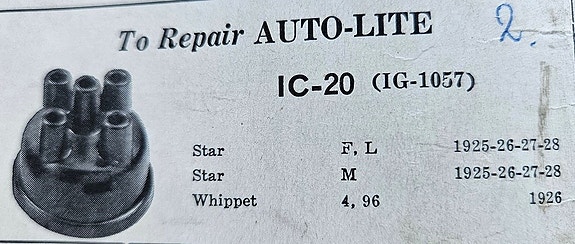 To Repair AUTO-LITE 2.
IC-20 (IG-1057)
Star F, L 1925-26-27-28
Star M 1925-26-27-28
Whippet 4, 96 1926